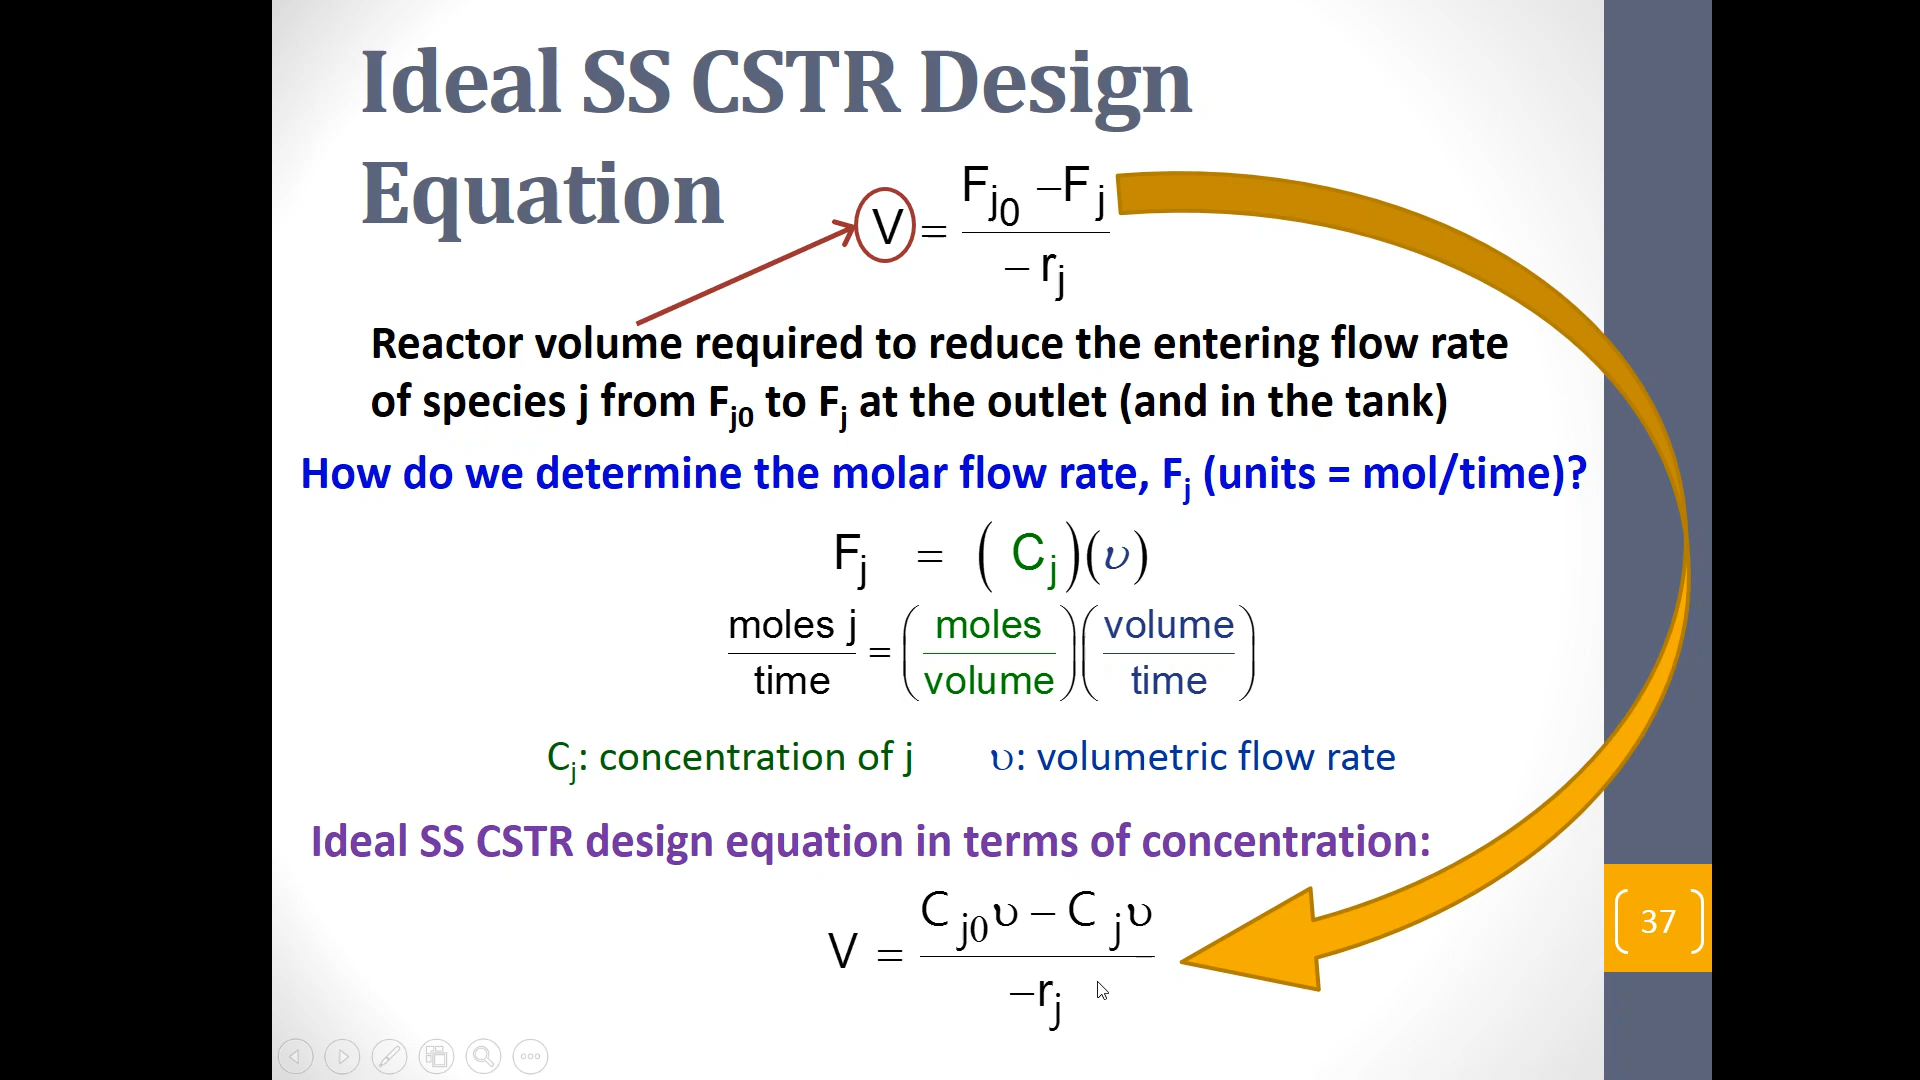 Ideal SS CSTR Design
Equation
V = (F_j0 – F_j) / (– r_j)
Reactor volume required to reduce the entering flow rate
of species j from F_j0 to F_j at the outlet (and in the tank)
How do we determine the molar flow rate, F_j (units = mol/time)?
F_j = (C_j)(υ)
moles j / time = (moles / volume)(volume / time)
C_j: concentration of j υ: volumetric flow rate
Ideal SS CSTR design equation in terms of concentration:
V = (C_j0 υ – C_j υ) / (–r_j)
37